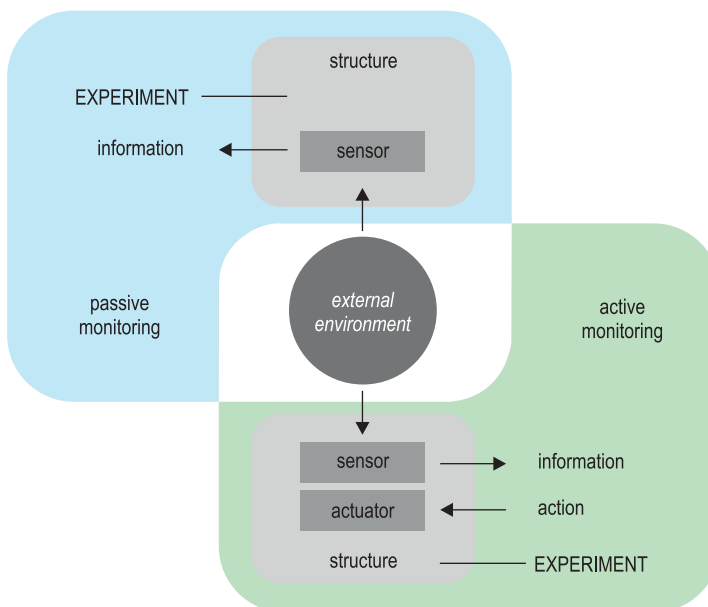 structure
EXPERIMENT
information
sensor
passive
monitoring
external
environment
active
monitoring
sensor
information
actuator
action
structure
EXPERIMENT